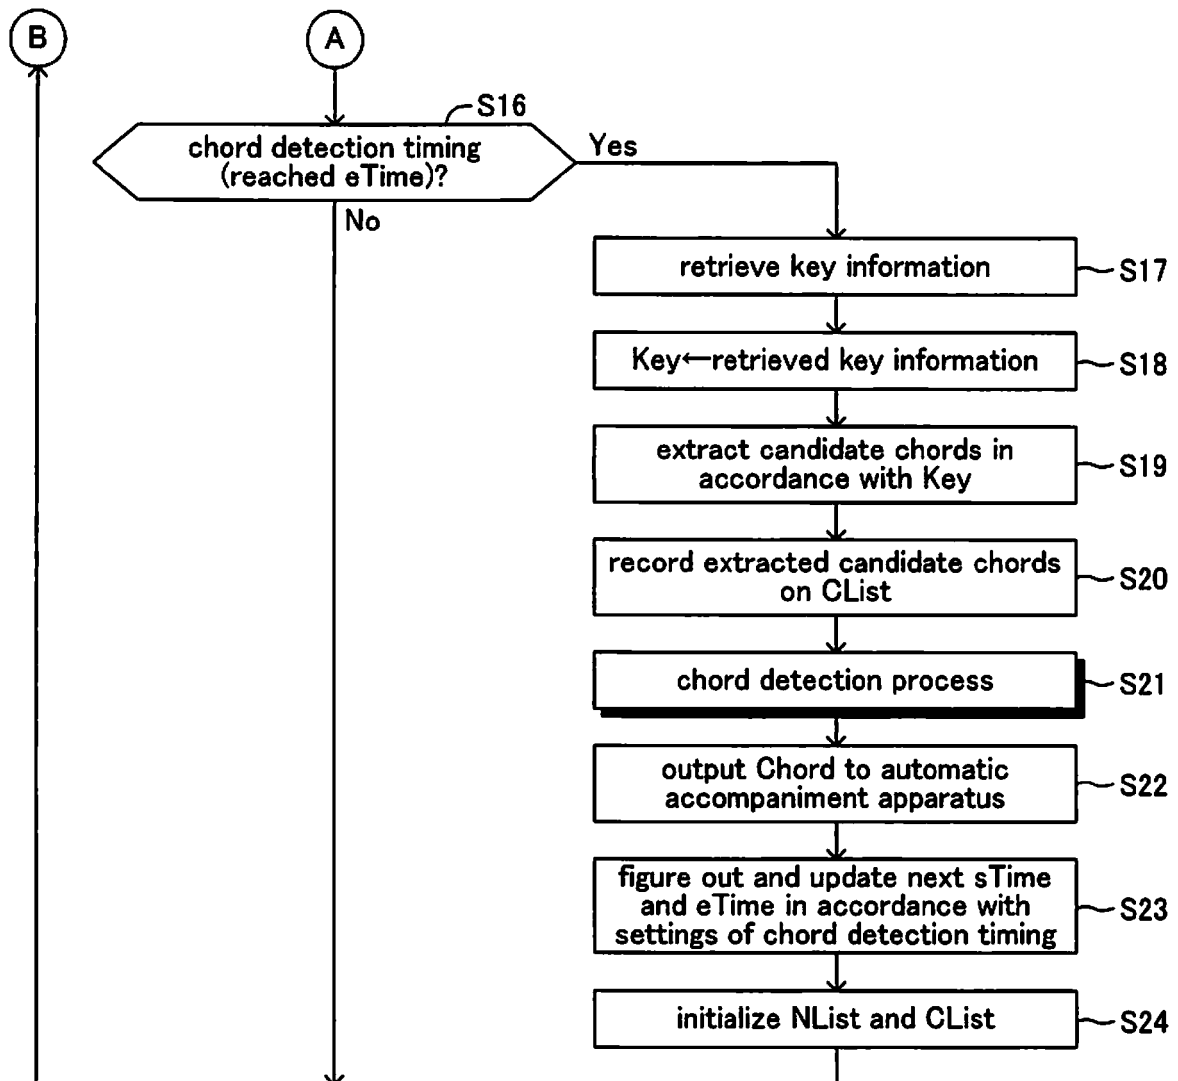 B
A
S16
chord detection timing
(reached eTime)?
Yes
No
retrieve key information
S17
Key←retrieved key information
S18
extract candidate chords in
accordance with Key
S19
record extracted candidate chords
on CList
S20
chord detection process
S21
output Chord to automatic
accompaniment apparatus
S22
figure out and update next sTime
and eTime in accordance with
settings of chord detection timing
S23
initialize NList and CList
S24